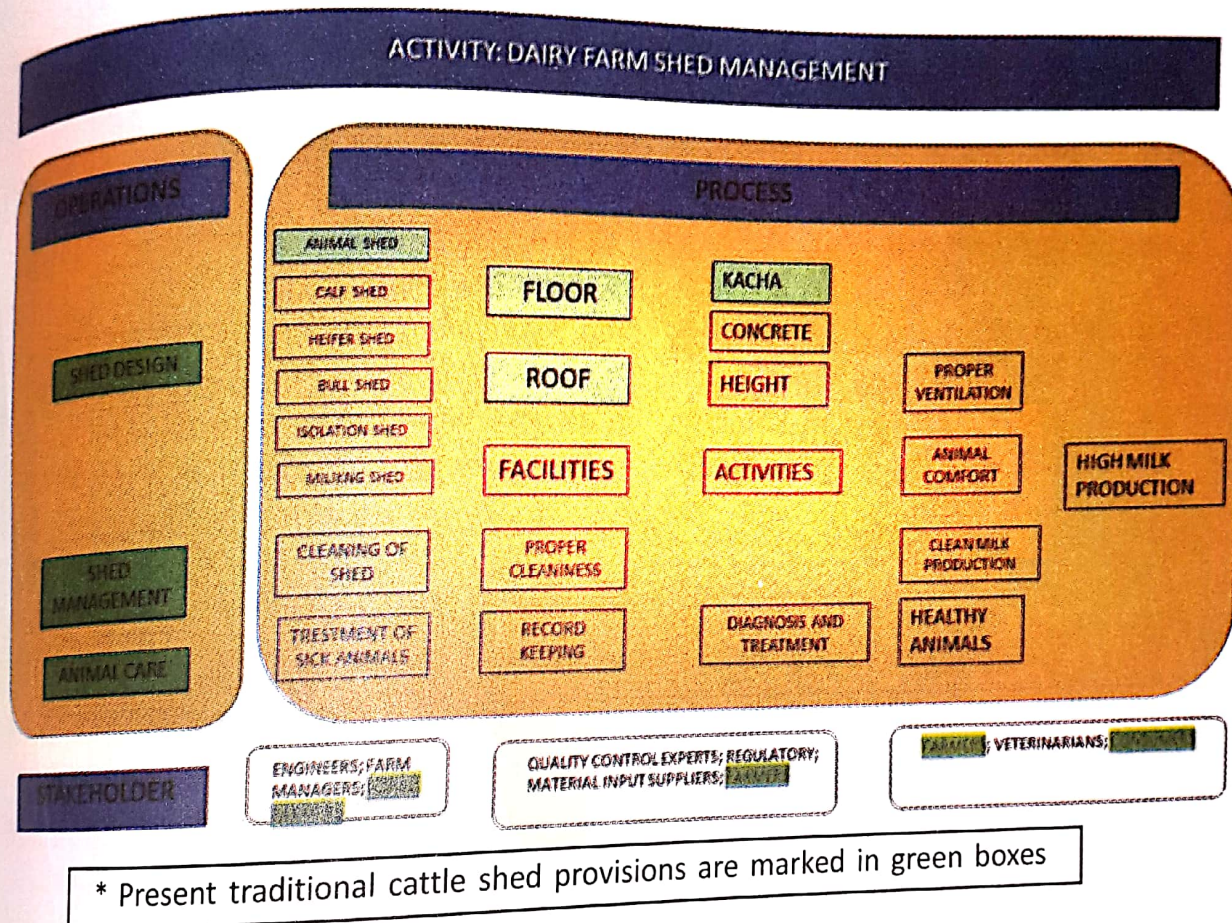 ACTIVITY: DAIRY FARM SHED MANAGEMENT
OPERATIONS
SHED DESIGN
SHED
MANAGEMENT
ANIMAL CARE
PROCESS
ANIMAL SHED
CALF SHED
HEIFER SHED
BULL SHED
ISOLATION SHED
MILKING SHED
CLEANING OF
SHED
TRESTMENT OF
SICK ANIMALS
FLOOR
ROOF
FACILITIES
PROPER
CLEANINESS
RECORD
KEEPING
KACHA
CONCRETE
HEIGHT
ACTIVITIES
DIAGNOSIS AND
TREATMENT
PROPER
VENTILATION
ANIMAL
COMFORT
CLEAN MILK
PRODUCTION
HEALTHY
ANIMALS
HIGH MILK
PRODUCTION
STAKEHOLDER
ENGINEERS; FARM
MANAGERS;
QUALITY CONTROL EXPERTS; REGULATORY;
MATERIAL INPUT SUPPLIERS;
; VETERINARIANS;
* Present traditional cattle shed provisions are marked in green boxes